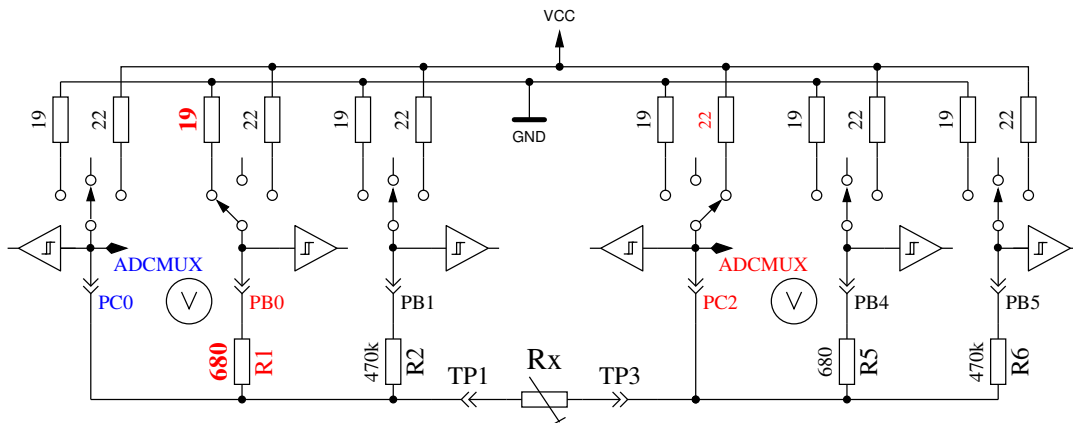 VCC
GND
19 22 19 22 19 22 22 19 22 19 22
ADCMUX ADCMUX
PC0 V PB0 PB1 PC2 V PB4 PB5
680 R1 470k R2 TP1 Rx TP3 680 R5 470k R6